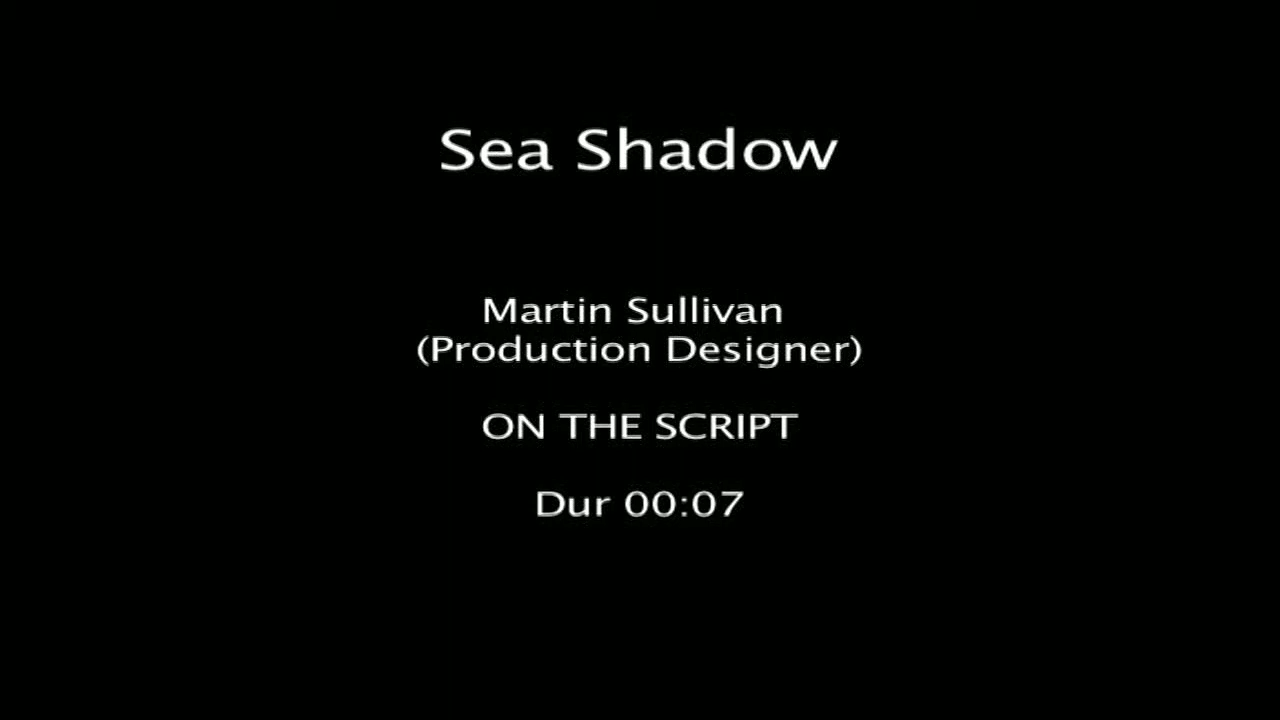 Sea Shadow
Martin Sullivan
(Production Designer)
ON THE SCRIPT
Dur 00:07